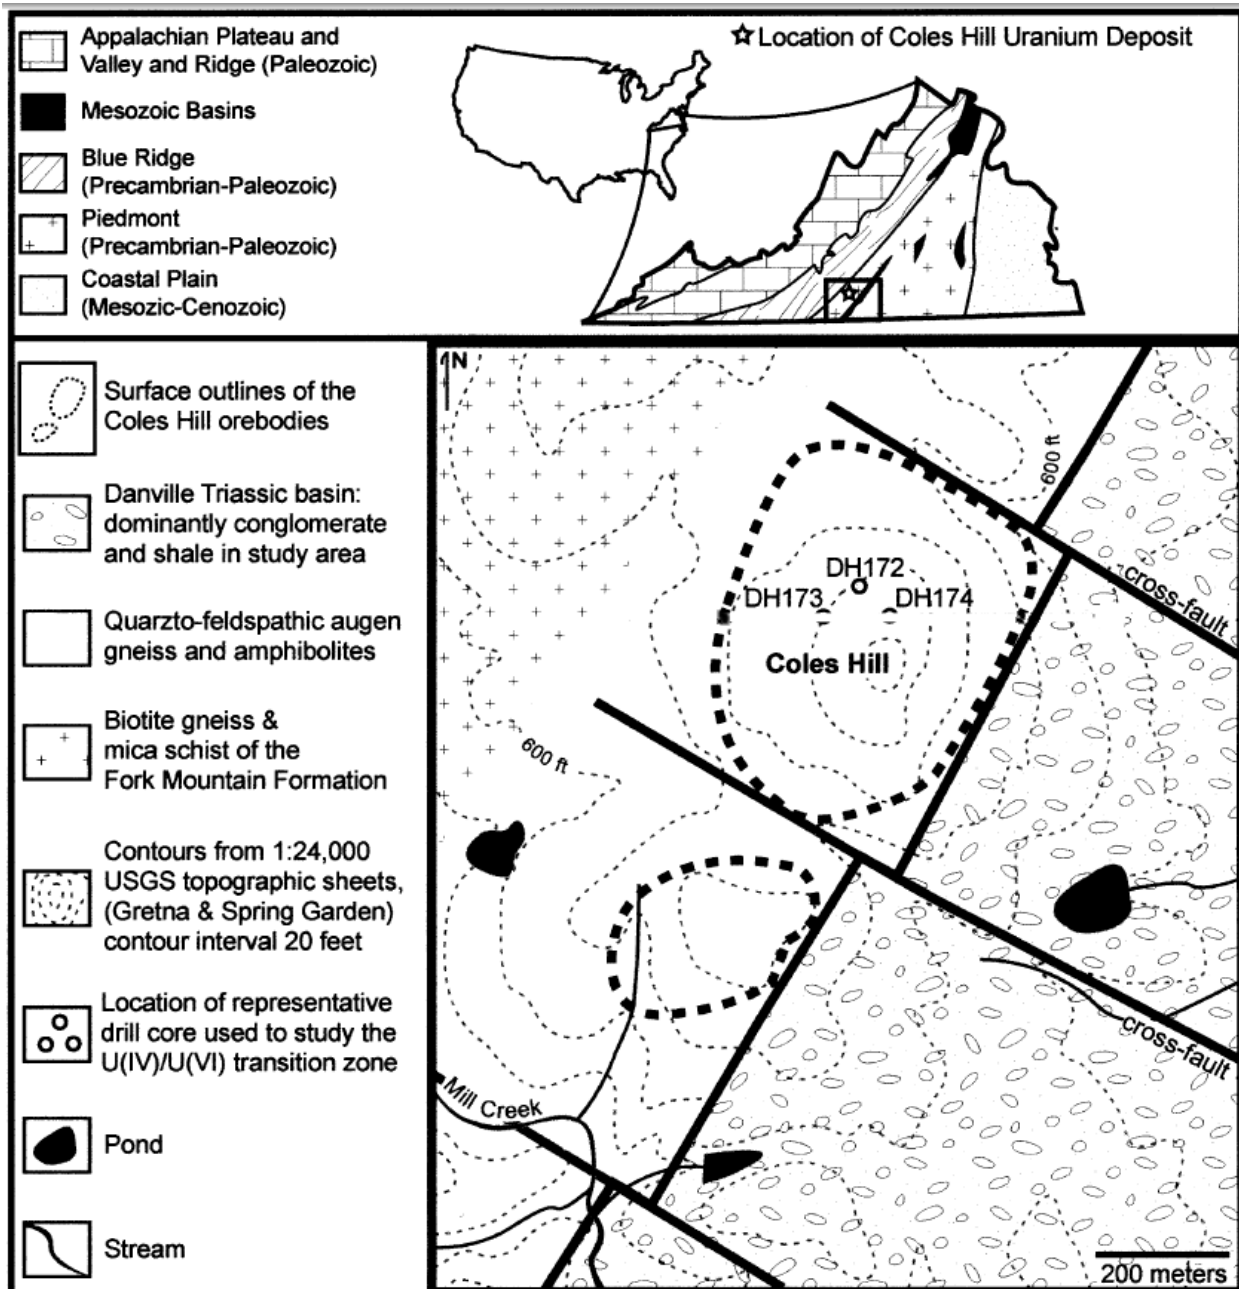 Appalachian Plateau and
Valley and Ridge (Paleozoic)
Mesozoic Basins
Blue Ridge
(Precambrian-Paleozoic)
Piedmont
(Precambrian-Paleozoic)
Coastal Plain
(Mesozic-Cenozoic)
Location of Coles Hill Uranium Deposit
Surface outlines of the
Coles Hill orebodies
Danville Triassic basin:
dominantly conglomerate
and shale in study area
Quarzto-feldspathic augen
gneiss and amphibolites
Biotite gneiss &
mica schist of the
Fork Mountain Formation
Contours from 1:24,000
USGS topographic sheets,
(Gretna & Spring Garden)
contour interval 20 feet
Location of representative
drill core used to study the
U(IV)/U(VI) transition zone
Pond
Stream
N
600 ft
cross-fault
DH172
DH173
DH174
Coles Hill
600 ft
cross-fault
Mill Creek
200 meters